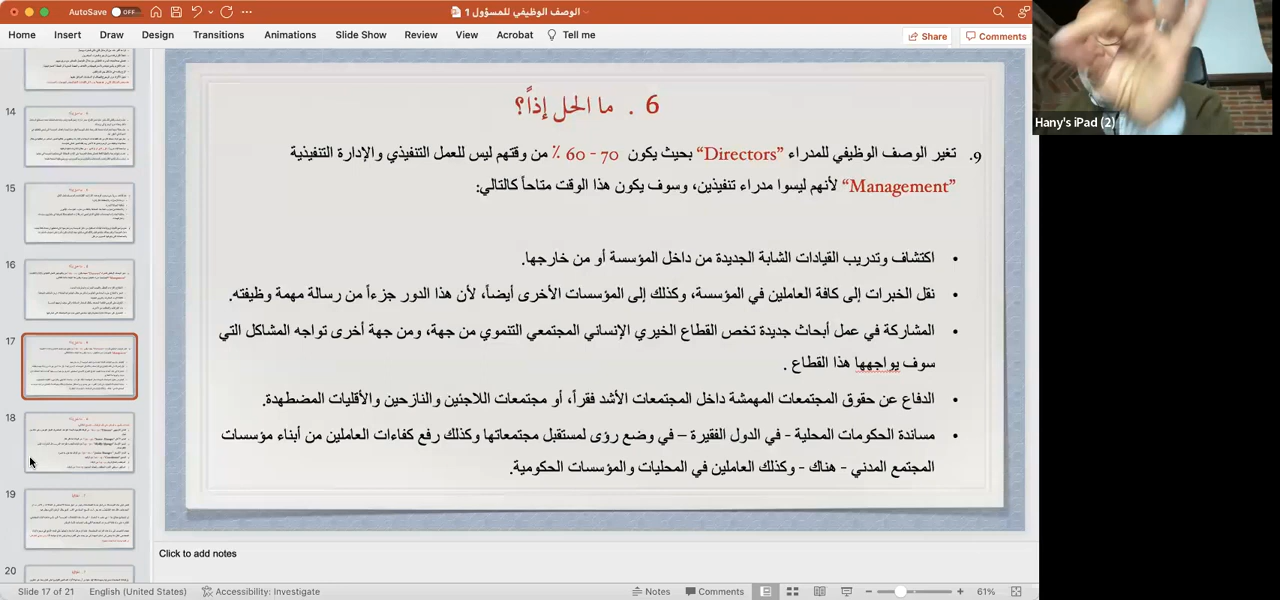 AutoSave OFF
الوصف الوظيفي للمسؤول 1
Home Insert Draw Design Transitions Animations Slide Show Review View Acrobat Tell me
Share Comments
Hany's iPad (2)
6 . ما الحل إذاً؟
9. تغير الوصف الوظيفي للمدراء “Directors” بحيث يكون 70 - 60 ٪ من وقتهم ليس للعمل التنفيذي والإدارة التنفيذية
“Management” لأنهم ليسوا مدراء تنفيذين، وسوف يكون هذا الوقت متاحاً كالتالي:
• اكتشاف وتدريب القيادات الشابة الجديدة من داخل المؤسسة أو من خارجها.
• نقل الخبرات إلى كافة العاملين في المؤسسة، وكذلك إلى المؤسسات الأخرى أيضاً، لأن هذا الدور جزءاً من رسالة مهمة وظيفته.
• المشاركة في عمل أبحاث جديدة تخص القطاع الخيري الإنساني المجتمعي التنموي من جهة، ومن جهة أخرى تواجه المشاكل التي
سوف يواجهها هذا القطاع .
• الدفاع عن حقوق المجتمعات المهمشة داخل المجتمعات الأشد فقراً، أو مجتمعات اللاجئين والنازحين والأقليات المضطهدة.
• مساندة الحكومات المحلية - في الدول الفقيرة – في وضع رؤى لمستقبل مجتمعاتها وكذلك رفع كفاءات العاملين من أبناء مؤسسات
المجتمع المدني - هناك - وكذلك العاملين في المحليات والمؤسسات الحكومية.
14
15
16
17
18
19
20
Click to add notes
Slide 17 of 21 English (United States) Accessibility: Investigate Notes Comments 61%